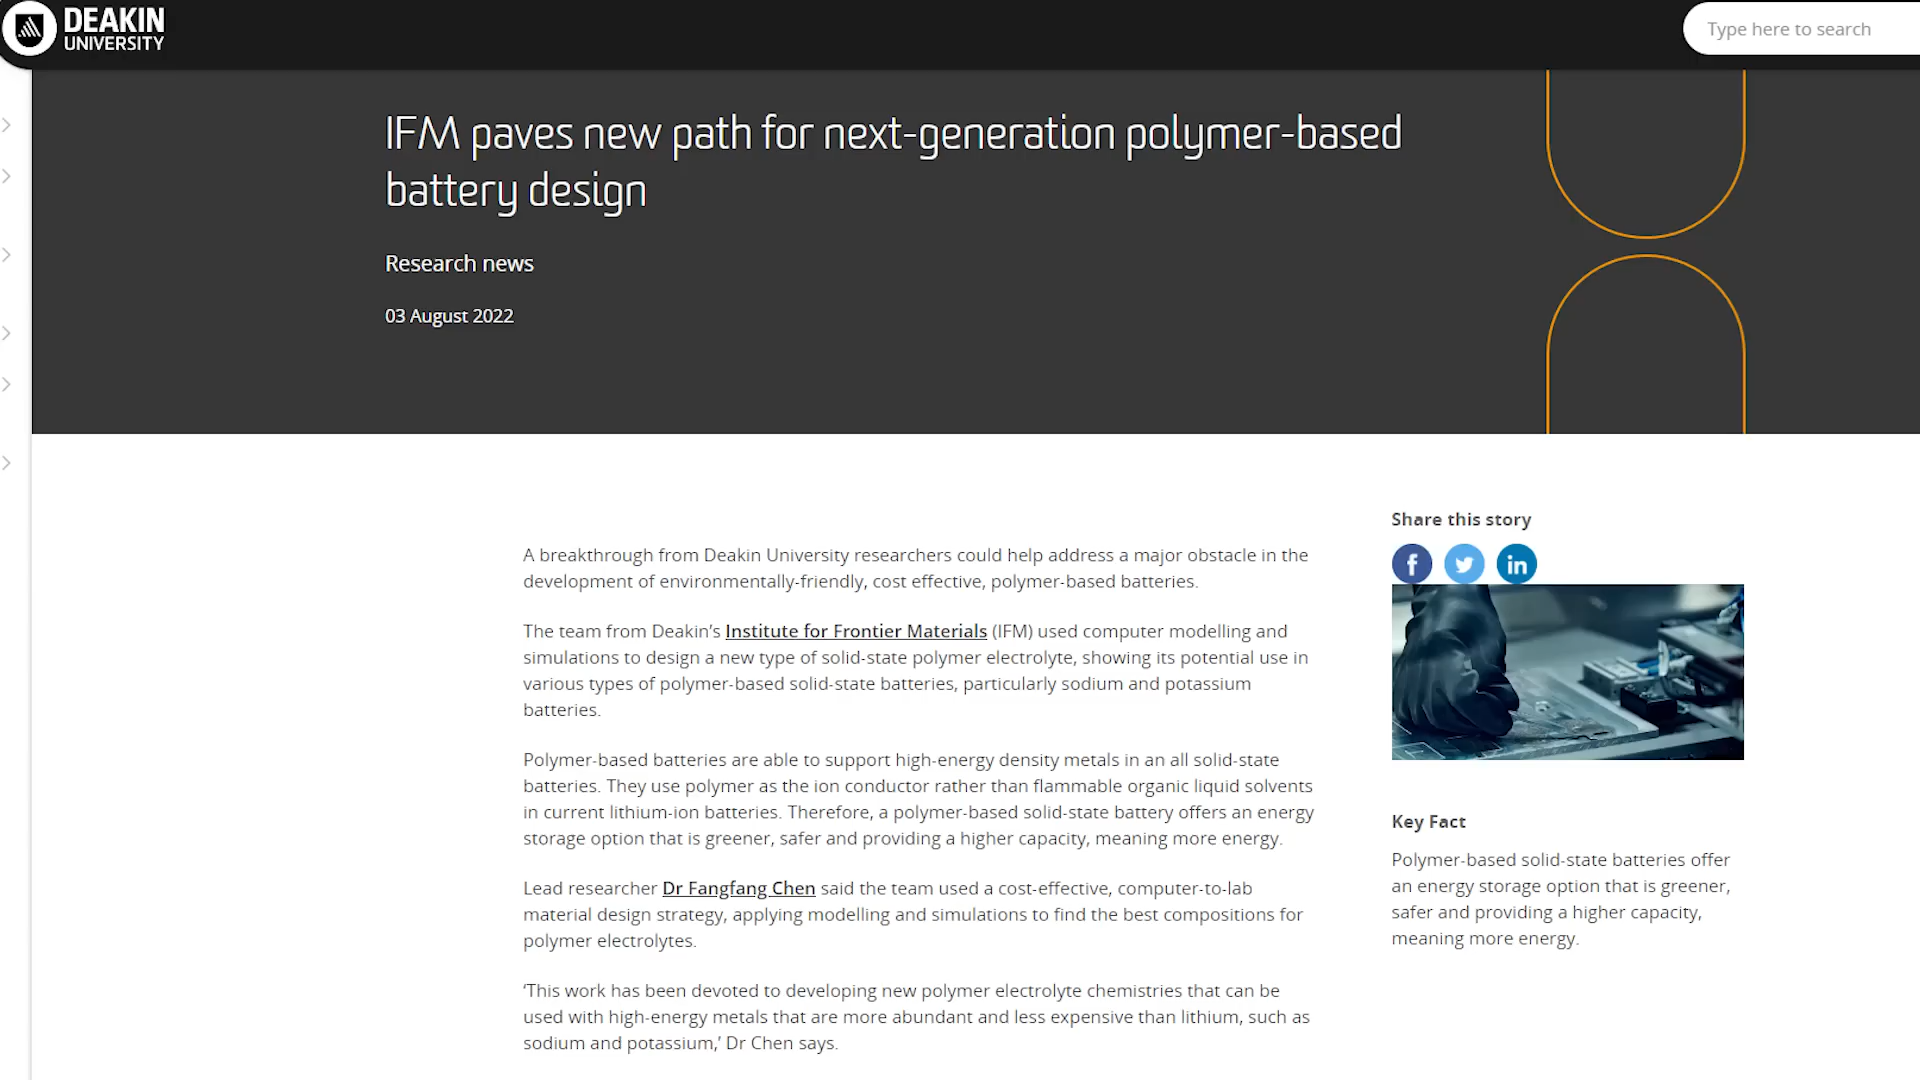 DEAKIN
UNIVERSITY
Type here to search
IFM paves new path for next-generation polymer-based
battery design
Research news
03 August 2022
A breakthrough from Deakin University researchers could help address a major obstacle in the
development of environmentally-friendly, cost effective, polymer-based batteries.
The team from Deakin’s Institute for Frontier Materials (IFM) used computer modelling and
simulations to design a new type of solid-state polymer electrolyte, showing its potential use in
various types of polymer-based solid-state batteries, particularly sodium and potassium
batteries.
Polymer-based batteries are able to support high-energy density metals in an all solid-state
batteries. They use polymer as the ion conductor rather than flammable organic liquid solvents
in current lithium-ion batteries. Therefore, a polymer-based solid-state battery offers an energy
storage option that is greener, safer and providing a higher capacity, meaning more energy.
Lead researcher Dr Fangfang Chen said the team used a cost-effective, computer-to-lab
material design strategy, applying modelling and simulations to find the best compositions for
polymer electrolytes.
‘This work has been devoted to developing new polymer electrolyte chemistries that can be
used with high-energy metals that are more abundant and less expensive than lithium, such as
sodium and potassium,’ Dr Chen says.
Share this story
Key Fact
Polymer-based solid-state batteries offer
an energy storage option that is greener,
safer and providing a higher capacity,
meaning more energy.